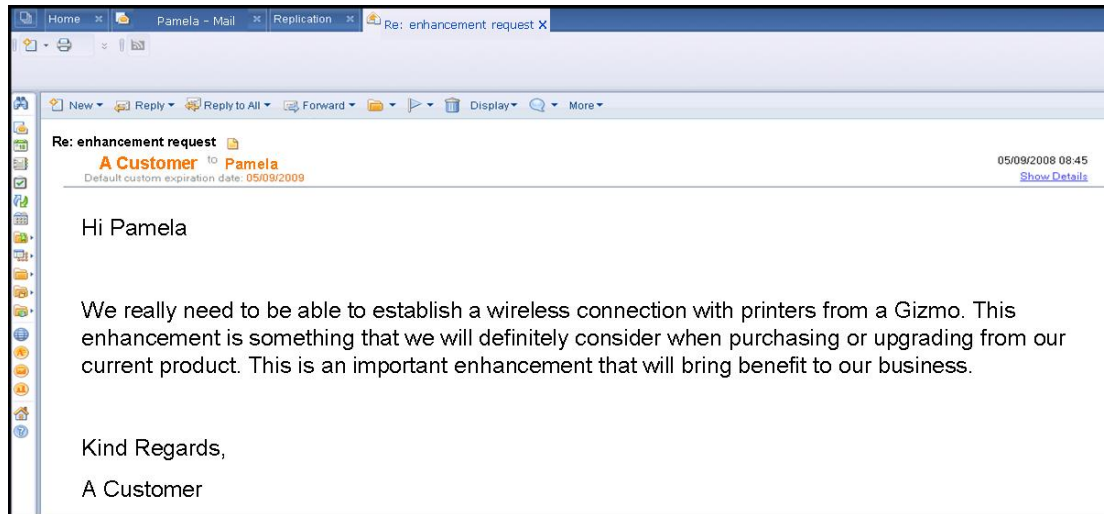 Home Pamela - Mail Replication Re: enhancement request X
New Reply Reply to All Forward Display More
Re: enhancement request
A Customer to Pamela
05/09/2008 08:45
Default custom expiration date: 05/09/2009
Show Details
Hi Pamela
We really need to be able to establish a wireless connection with printers from a Gizmo. This
enhancement is something that we will definitely consider when purchasing or upgrading from our
current product. This is an important enhancement that will bring benefit to our business.
Kind Regards,
A Customer